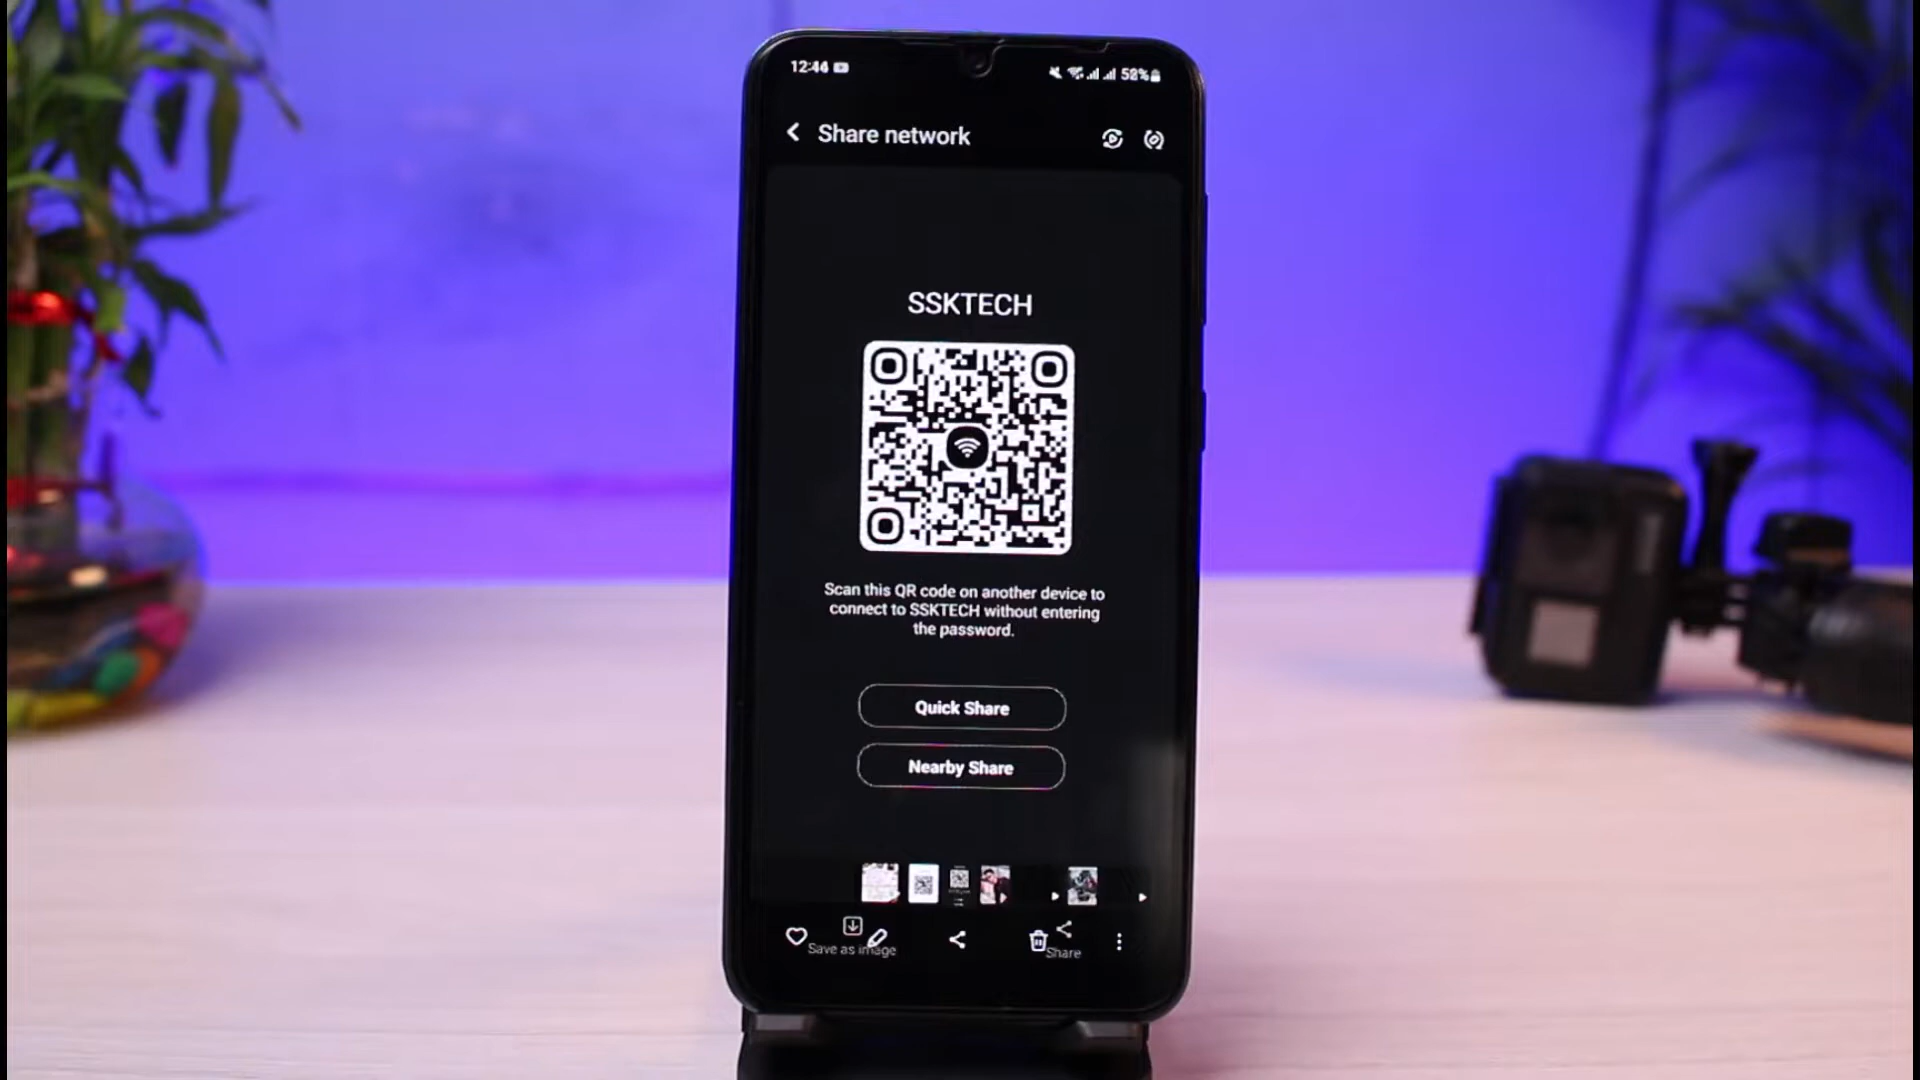 12:44
52%
Share network
SSKTECH
Scan this QR code on another device to
connect to SSKTECH without entering
the password.
Quick Share
Nearby Share
Save as image
Share